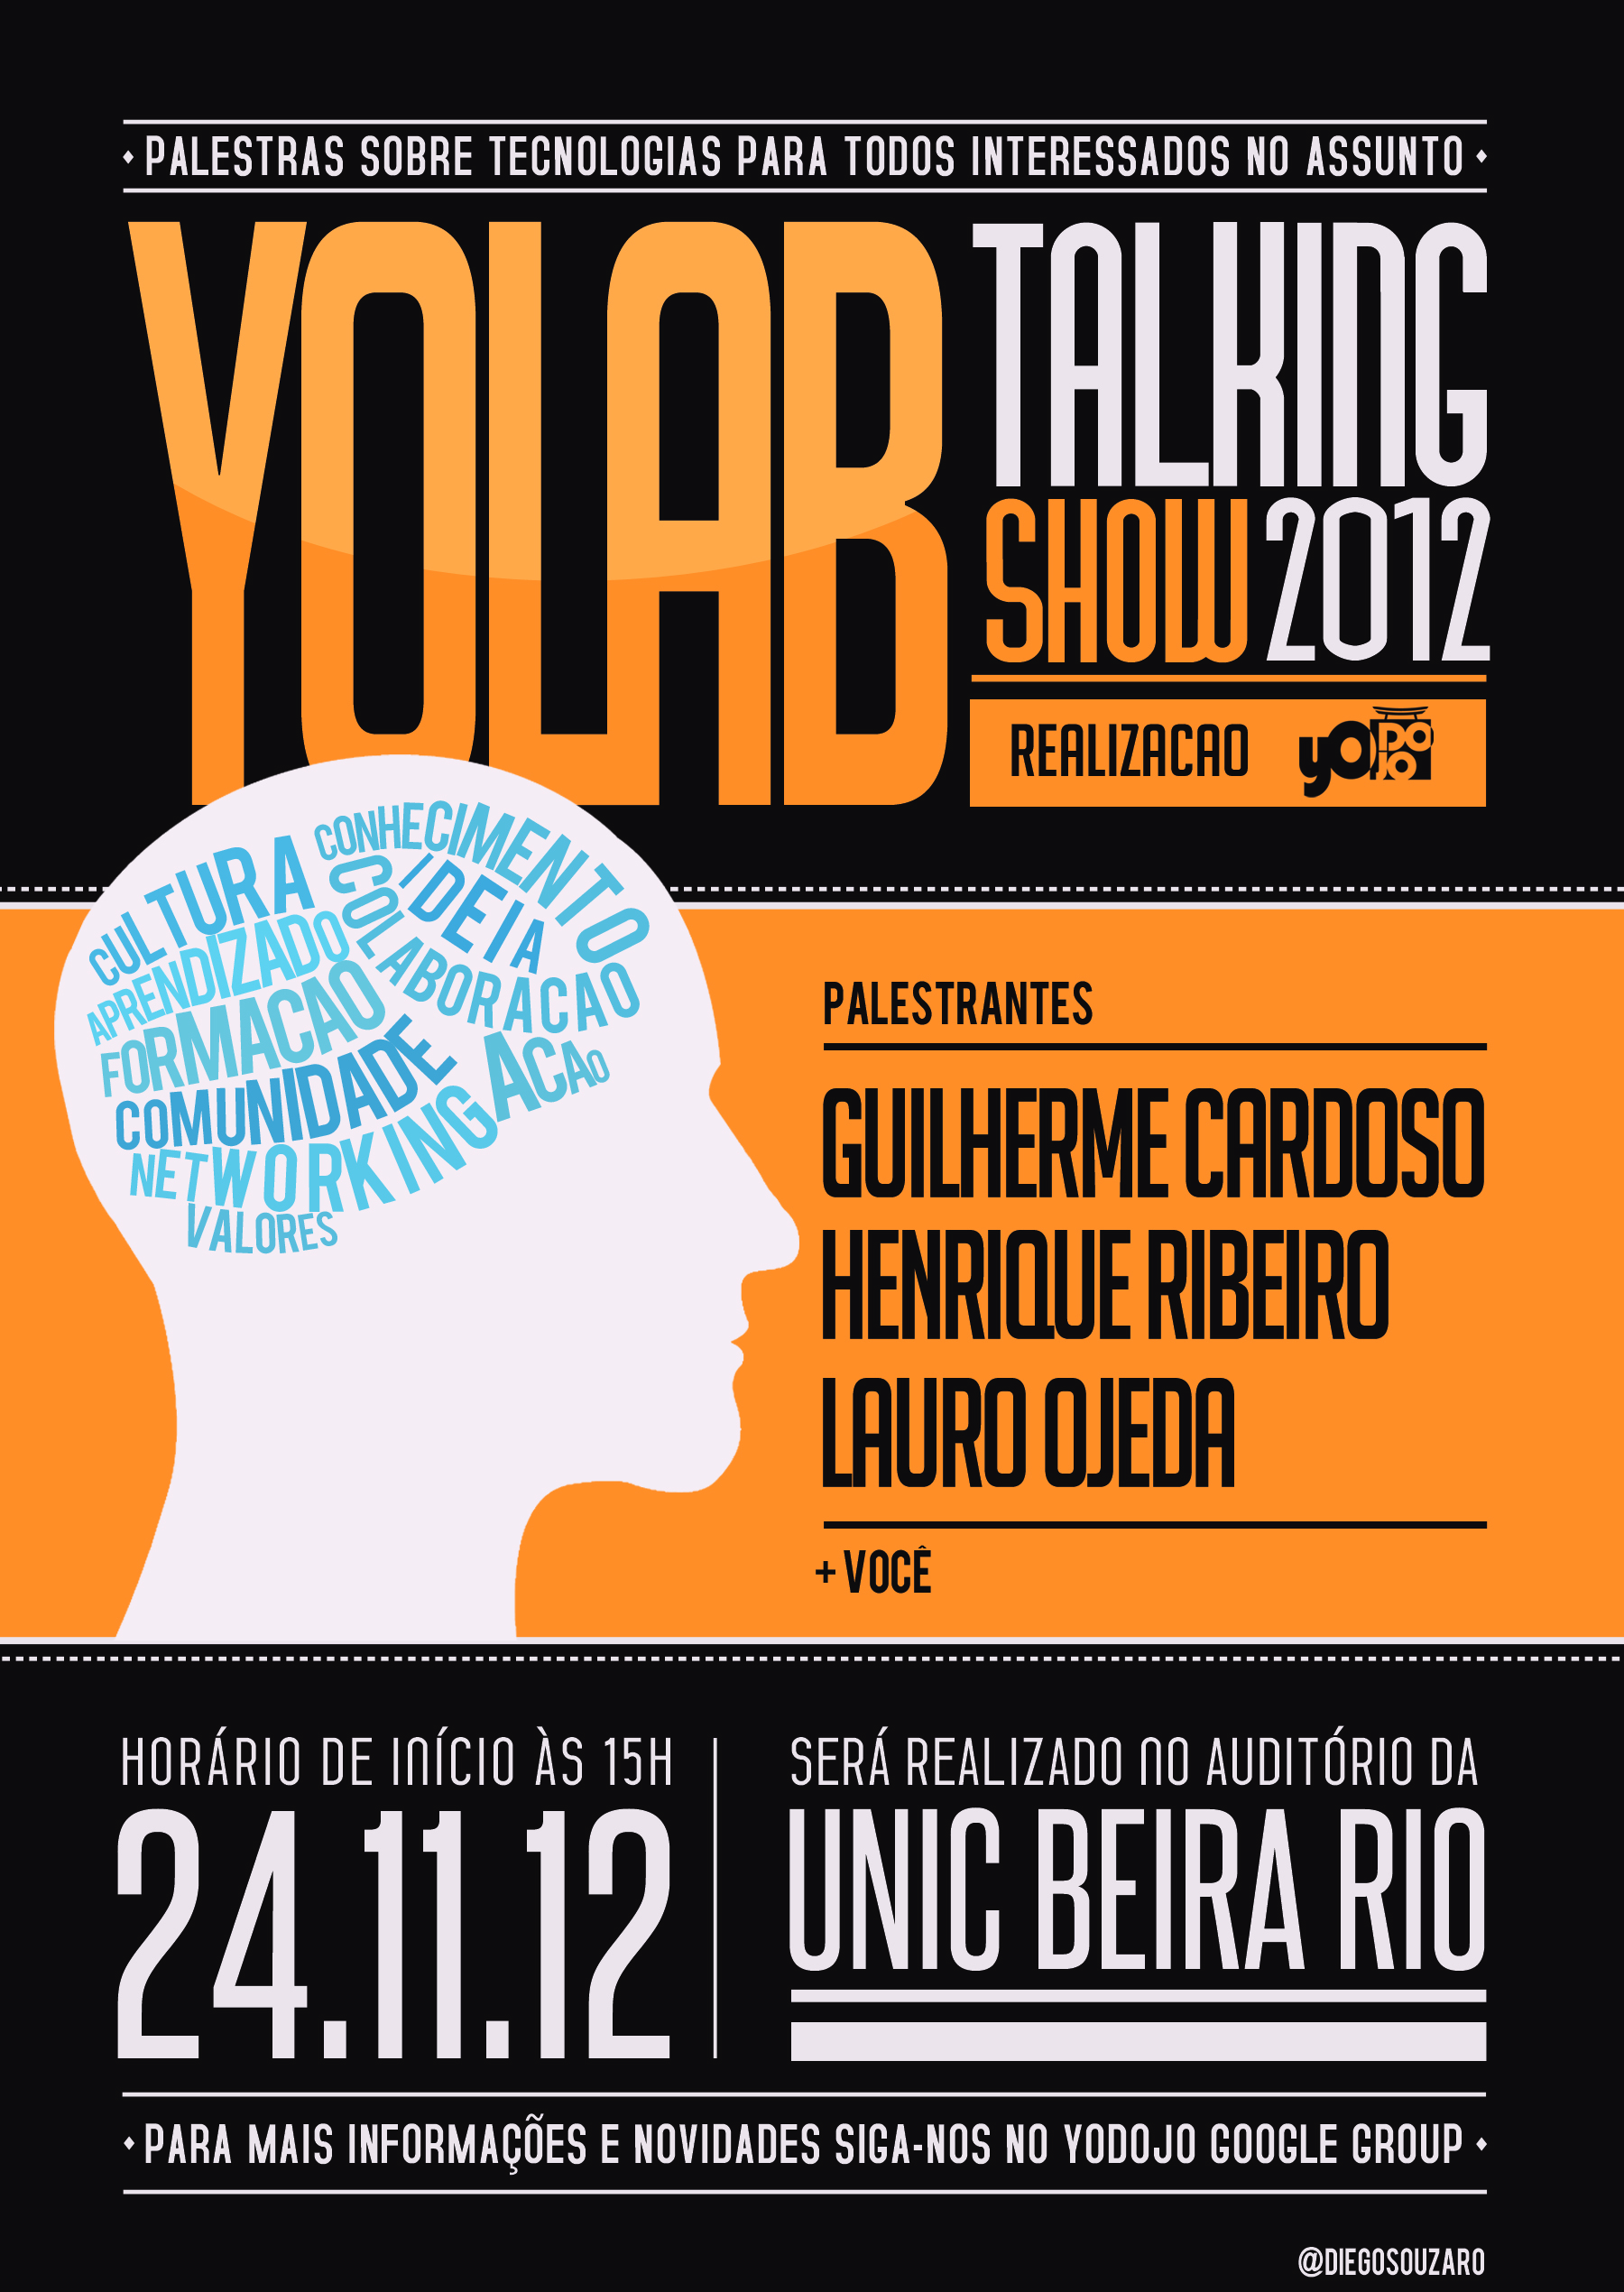 PALESTRAS SOBRE TECNOLOGIAS PARA TODOS INTERESSADOS NO ASSUNTO
YOLAB
TALKING
SHOW 2012
REALIZACAO yO DOJO
CULTURA
CONHECIMENTO
IDEIA
COLABORACAO
APRENDIZADO
FORMACAO
COMUNIDADE
ACAO
NETWORKING
VALORES
PALESTRANTES
GUILHERME CARDOSO
HENRIQUE RIBEIRO
LAURO OJEDA
+ VOCÊ
HORÁRIO DE INÍCIO ÀS 15H
24.11.12
SERÁ REALIZADO NO AUDITÓRIO DA
UNIC BEIRA RIO
PARA MAIS INFORMAÇÕES E NOVIDADES SIGA-NOS NO YODOJO GOOGLE GROUP
@DIEGOSOUZARO